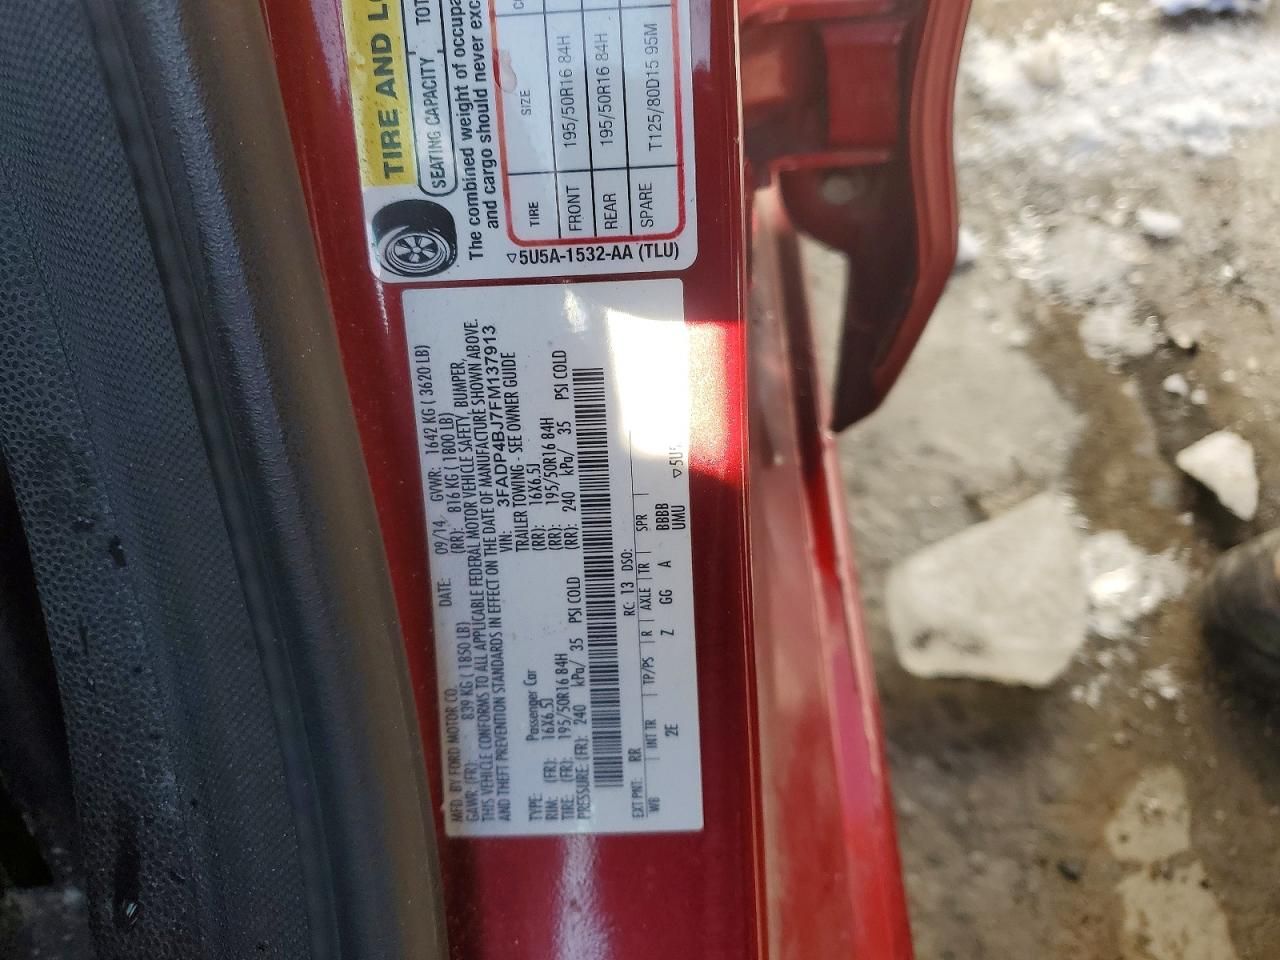 MFD. BY FORD MOTOR CO.
DATE: 09/14 GVWR: 1642 KG ( 3620 LB)
GAWR: (FR): 839 KG ( 1850 LB) (RR): 816 KG ( 1800 LB)
THIS VEHICLE CONFORMS TO ALL APPLICABLE FEDERAL MOTOR VEHICLE SAFETY, BUMPER,
AND THEFT PREVENTION STANDARDS IN EFFECT ON THE DATE OF MANUFACTURE SHOWN ABOVE.
VIN: 3FADP4BJ7FM137913
TYPE: Passenger Car TRAILER TOWING - SEE OWNER GUIDE
RIM: (FR): 16X6.5J (RR): 16X6.5J
TIRE: (FR): 195/50R16 84H (RR): 195/50R16 84H
PRESSURE: (FR): 240 kPa/ 35 PSI COLD (RR): 240 kPa/ 35 PSI COLD
EXT PNT: RR RC: 13 DSO:
WB INT TR TP/PS R AXLE TR SPR
2E Z GG A BBBB
UMU
▽5U5
TIRE AND LO
SEATING CAPACITY TOT
The combined weight of occupa
and cargo should never exc
TIRE SIZE C
FRONT 195/50R16 84H
REAR 195/50R16 84H
SPARE T125/80D15 95M
▽5U5A-1532-AA (TLU)